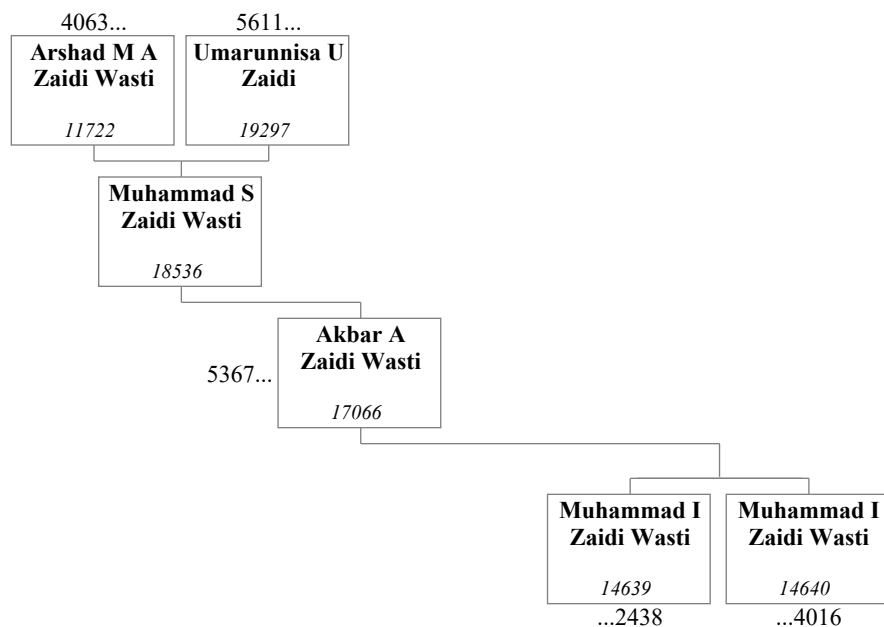 4063...
5611...
Arshad M A
Zaidi Wasti
11722
Umarunnisa U
Zaidi
19297
Muhammad S
Zaidi Wasti
18536
5367...
Akbar A
Zaidi Wasti
17066
Muhammad I
Zaidi Wasti
14639
...2438
Muhammad I
Zaidi Wasti
14640
...4016